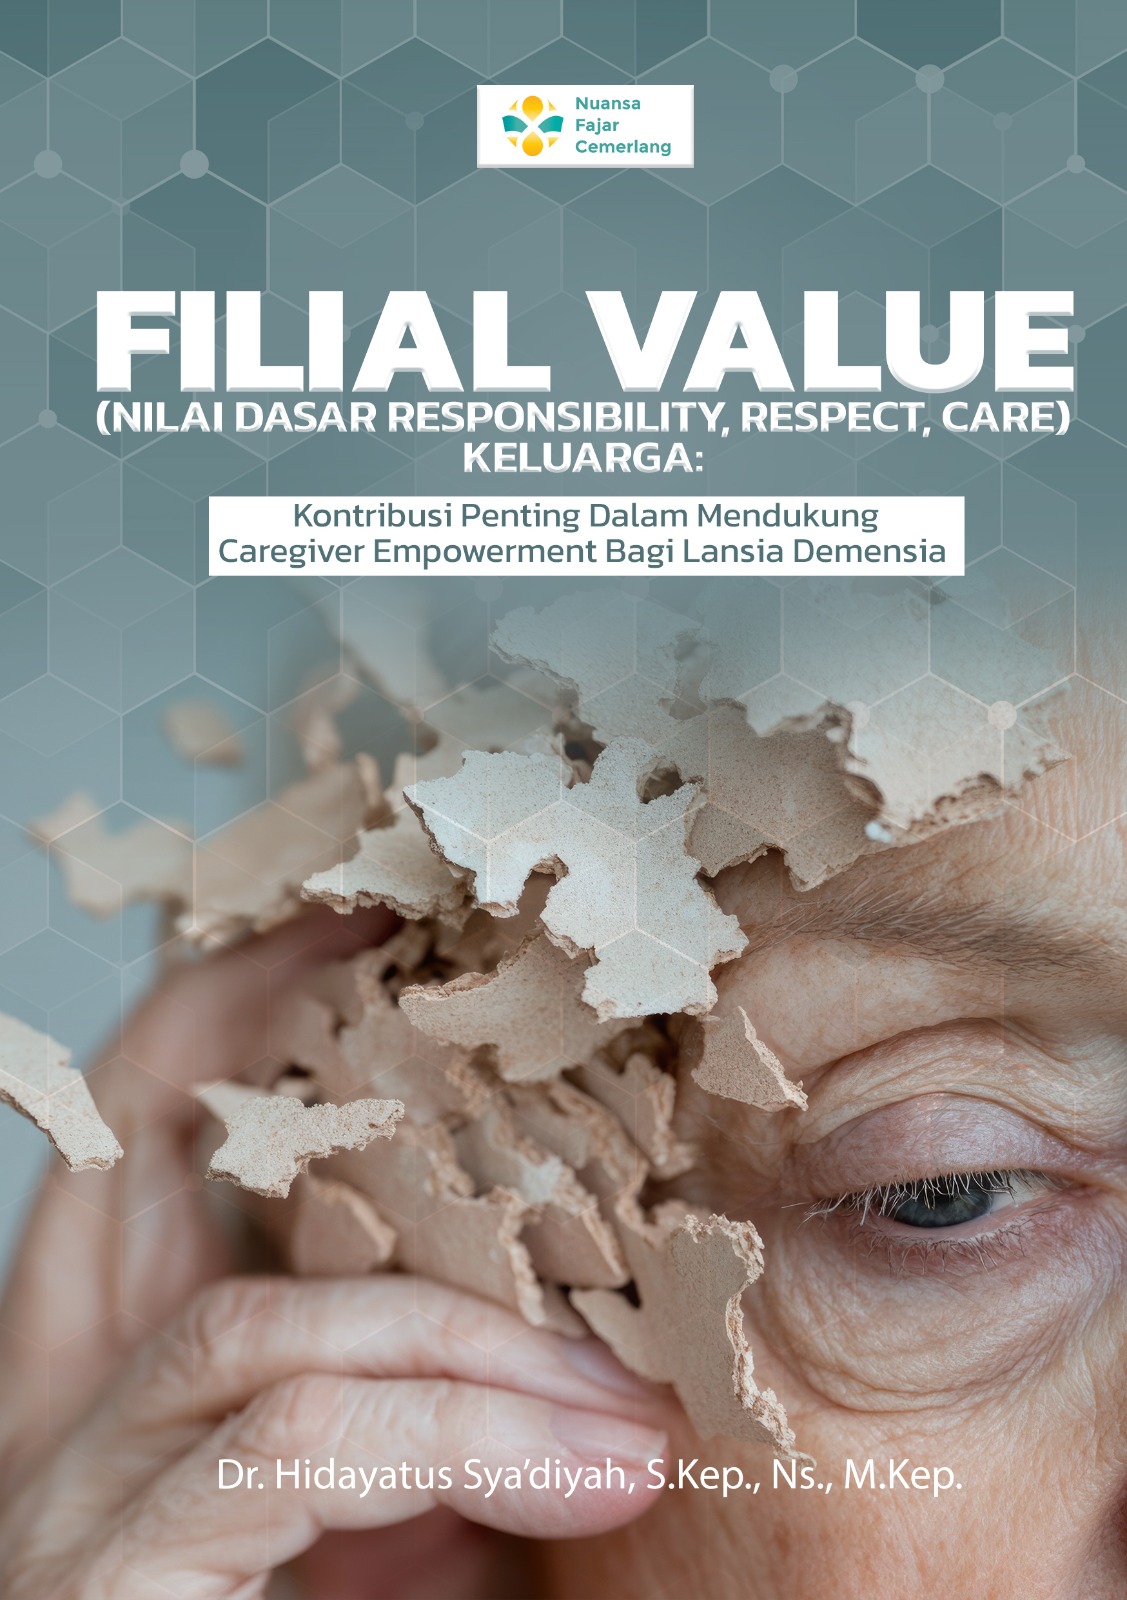 Nuansa
Fajar
Cemerlang
FILIAL VALUE
(NILAI DASAR RESPONSIBILITY, RESPECT, CARE)
KELUARGA:
Kontribusi Penting Dalam Mendukung
Caregiver Empowerment Bagi Lansia Demensia
Dr. Hidayatus Sya’diyah, S.Kep., Ns., M.Kep.